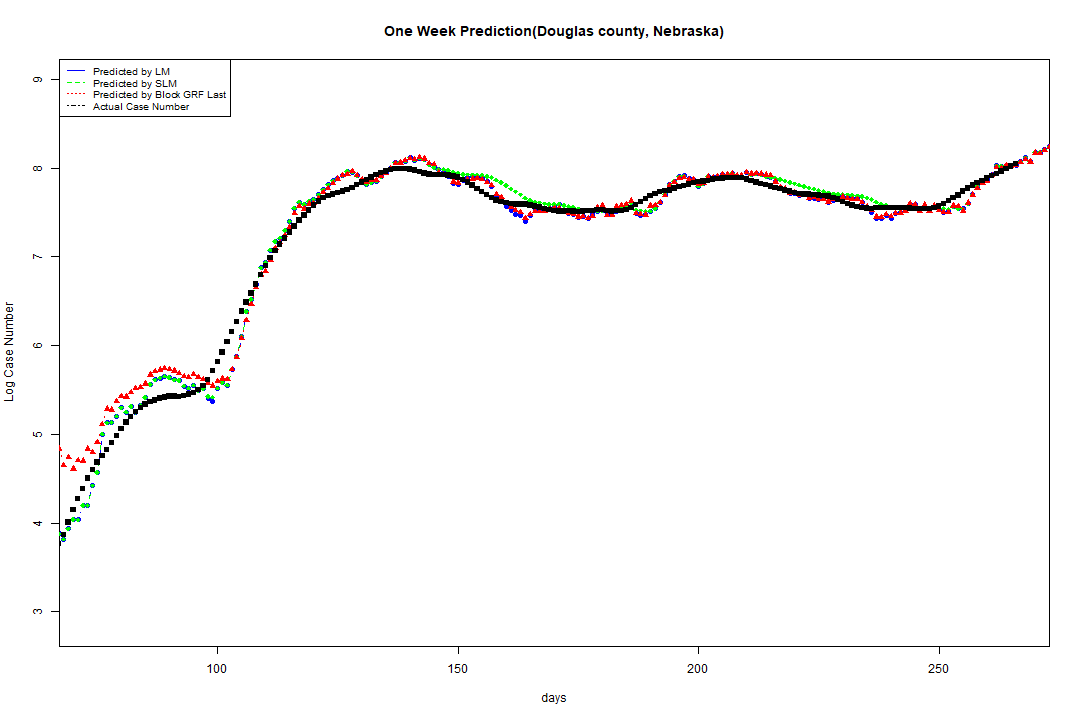 One Week Prediction(Douglas county, Nebraska)
Predicted by LM
Predicted by SLM
Predicted by Block GRF Last
Actual Case Number
9
8
7
6
5
4
3
Log Case Number
100
150
200
250
days